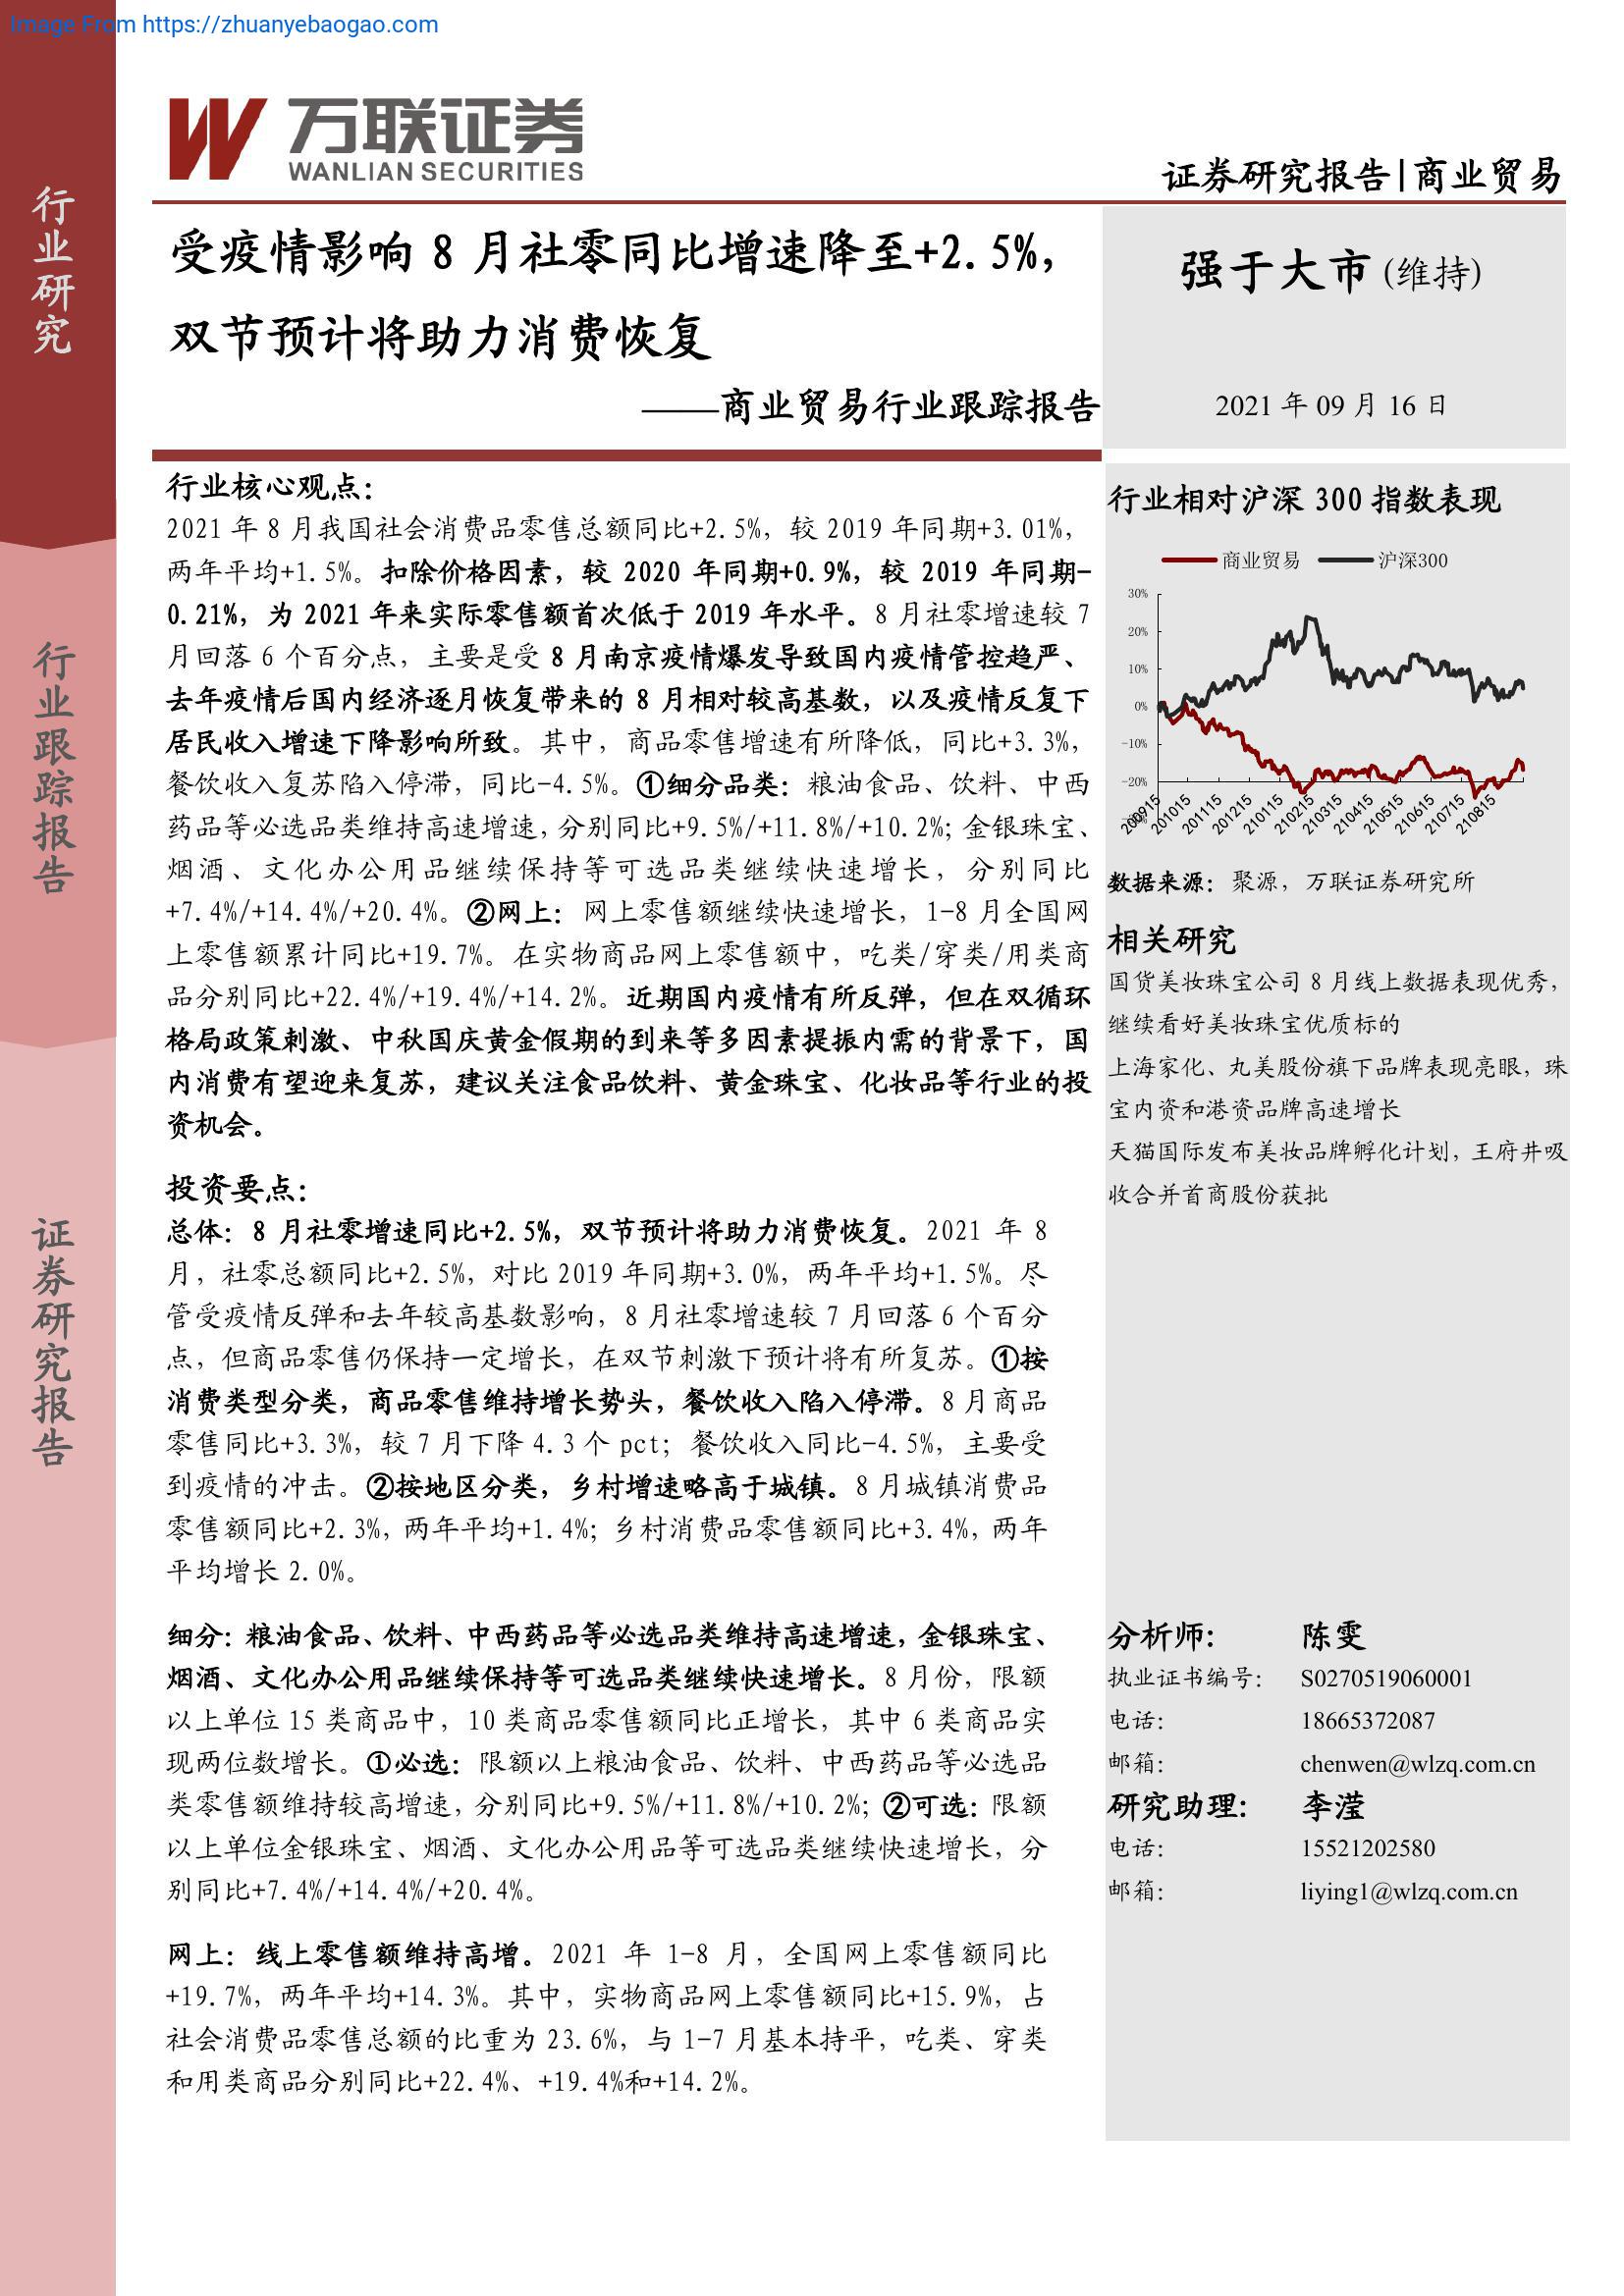 Image From https://zhuanyebaogao.com
万联证券
WANLIAN SECURITIES
证券研究报告|商业贸易
行业研究
行业跟踪报告
证券研究报告
受疫情影响 8 月社零同比增速降至+2.5%，
双节预计将助力消费恢复
——商业贸易行业跟踪报告
强于大市(维持)
2021 年 09 月 16 日
行业核心观点：
2021 年 8 月我国社会消费品零售总额同比+2.5%，较 2019 年同期+3.01%，
两年平均+1.5%。扣除价格因素，较 2020 年同期+0.9%，较 2019 年同期-
0.21%，为 2021 年来实际零售额首次低于 2019 年水平。8 月社零增速较 7
月回落 6 个百分点，主要是受 8 月南京疫情爆发导致国内疫情管控趋严、
去年疫情后国内经济逐月恢复带来的 8 月相对较高基数，以及疫情反复下
居民收入增速下降影响所致。其中，商品零售增速有所降低，同比+3.3%，
餐饮收入复苏陷入停滞，同比-4.5%。①细分品类：粮油食品、饮料、中西
药品等必选品类维持高速增速，分别同比+9.5%/+11.8%/+10.2%；金银珠宝、
烟酒、文化办公用品继续保持等可选品类继续快速增长，分别同比
+7.4%/+14.4%/+20.4%。②网上：网上零售额继续快速增长，1-8 月全国网
上零售额累计同比+19.7%。在实物商品网上零售额中，吃类/穿类/用类商
品分别同比+22.4%/+19.4%/+14.2%。近期国内疫情有所反弹，但在双循环
格局政策刺激、中秋国庆黄金假期的到来等多因素提振内需的背景下，国
内消费有望迎来复苏，建议关注食品饮料、黄金珠宝、化妆品等行业的投
资机会。
投资要点：
总体：8 月社零增速同比+2.5%，双节预计将助力消费恢复。2021 年 8
月，社零总额同比+2.5%，对比 2019 年同期+3.0%，两年平均+1.5%。尽
管受疫情反弹和去年较高基数影响，8 月社零增速较 7 月回落 6 个百分
点，但商品零售仍保持一定增长，在双节刺激下预计将有所复苏。①按
消费类型分类，商品零售维持增长势头，餐饮收入陷入停滞。8 月商品
零售同比+3.3%，较 7 月下降 4.3 个 pct；餐饮收入同比-4.5%，主要受
到疫情的冲击。②按地区分类，乡村增速略高于城镇。8 月城镇消费品
零售额同比+2.3%，两年平均+1.4%；乡村消费品零售额同比+3.4%，两年
平均增长 2.0%。
细分：粮油食品、饮料、中西药品等必选品类维持高速增速，金银珠宝、
烟酒、文化办公用品继续保持等可选品类继续快速增长。8 月份，限额
以上单位 15 类商品中，10 类商品零售额同比正增长，其中 6 类商品实
现两位数增长。①必选：限额以上粮油食品、饮料、中西药品等必选品
类零售额维持较高增速，分别同比+9.5%/+11.8%/+10.2%；②可选：限额
以上单位金银珠宝、烟酒、文化办公用品等可选品类继续快速增长，分
别同比+7.4%/+14.4%/+20.4%。
网上：线上零售额维持高增。2021 年 1-8 月，全国网上零售额同比
+19.7%，两年平均+14.3%。其中，实物商品网上零售额同比+15.9%，占
社会消费品零售总额的比重为 23.6%，与 1-7 月基本持平，吃类、穿类
和用类商品分别同比+22.4%、+19.4%和+14.2%。
行业相对沪深 300 指数表现
商业贸易 沪深300
30%
20%
10%
0%
-10%
-20%
200915 201015 201115 201215 210115 210215 210315 210415 210515 210615 210715 210815
数据来源：聚源，万联证券研究所
相关研究
国货美妆珠宝公司 8 月线上数据表现优秀，
继续看好美妆珠宝优质标的
上海家化、丸美股份旗下品牌表现亮眼，珠
宝内资和港资品牌高速增长
天猫国际发布美妆品牌孵化计划，王府井吸
收合并首商股份获批
分析师： 陈雯
执业证书编号： S0270519060001
电话： 18665372087
邮箱： chenwen@wlzq.com.cn
研究助理： 李滢
电话： 15521202580
邮箱： liying1@wlzq.com.cn